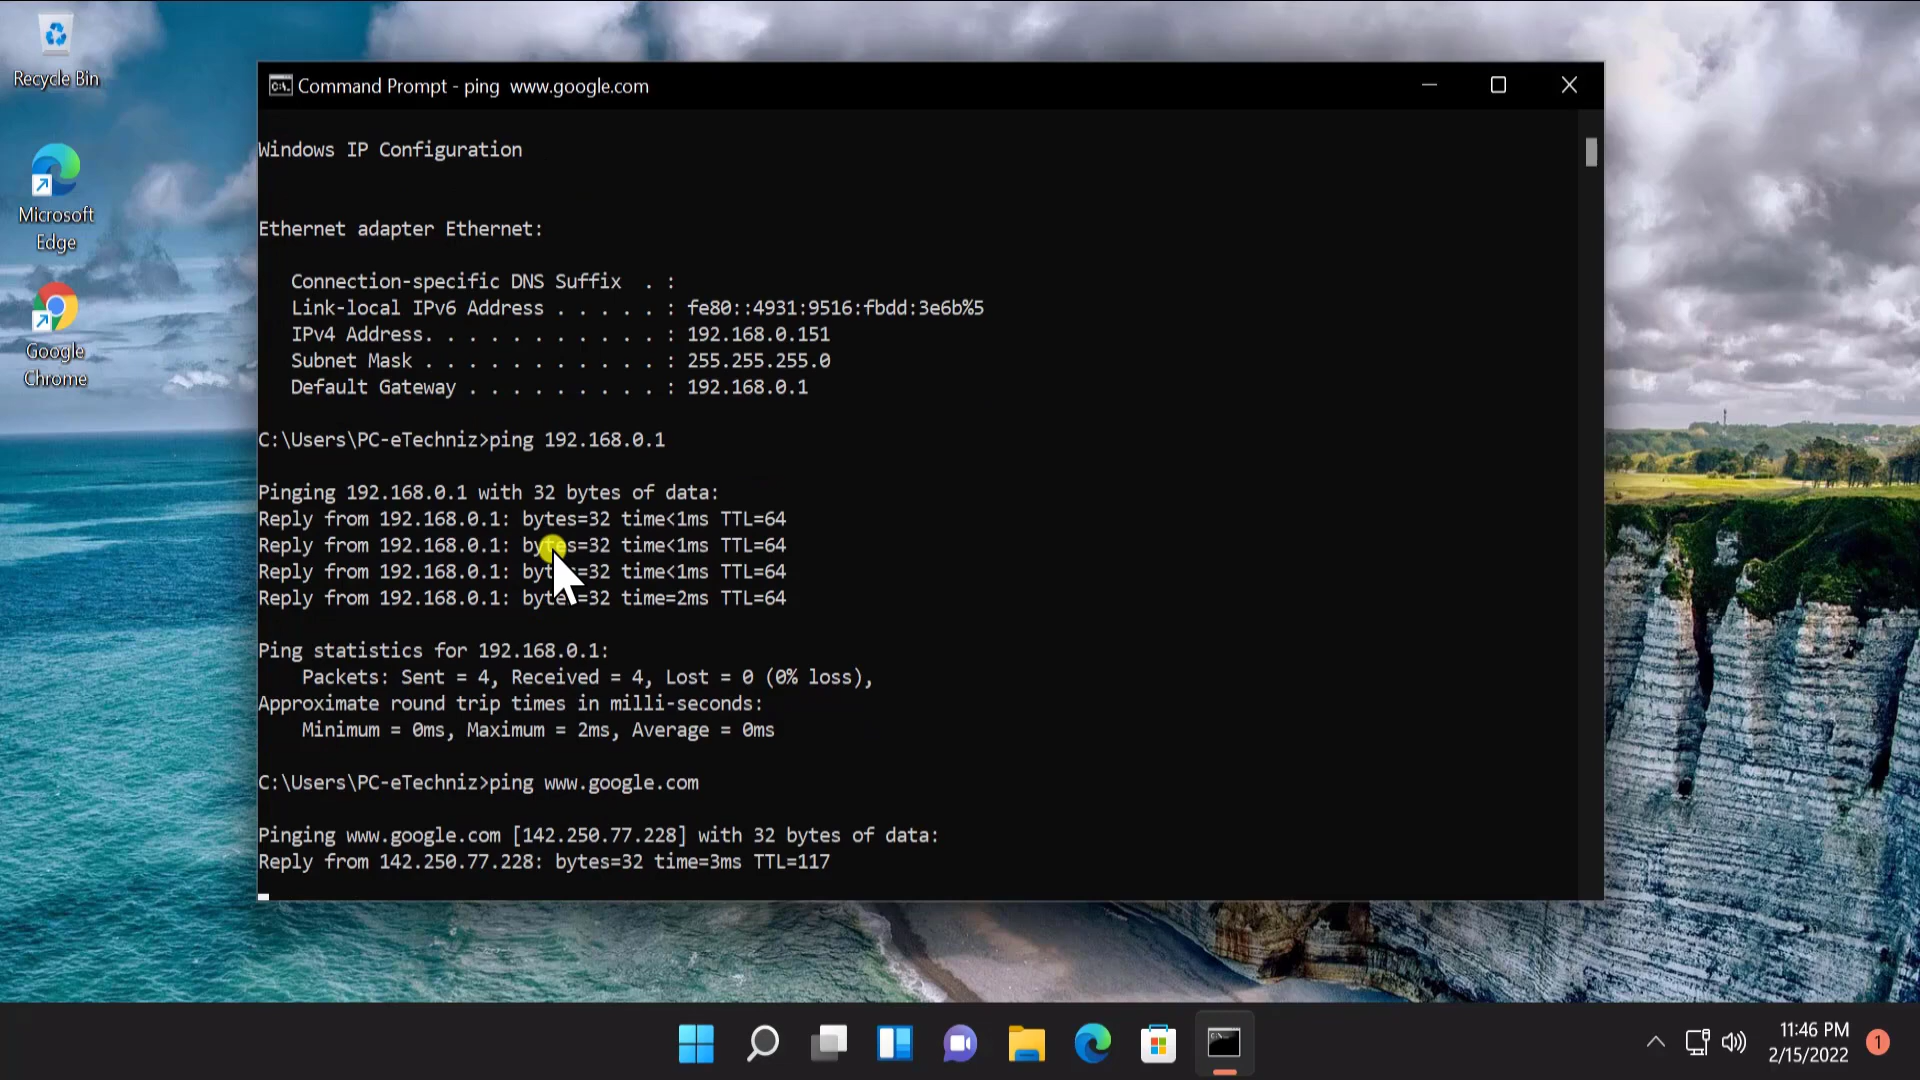 Recycle Bin
Microsoft
Edge
Google
Chrome
Command Prompt - ping  www.google.com
Windows IP Configuration
Ethernet adapter Ethernet:
   Connection-specific DNS Suffix  . :
   Link-local IPv6 Address . . . . . : fe80::4931:9516:fbdd:3e6b%5
   IPv4 Address. . . . . . . . . . . : 192.168.0.151
   Subnet Mask . . . . . . . . . . . : 255.255.255.0
   Default Gateway . . . . . . . . . : 192.168.0.1
C:\Users\PC-eTechniz>ping 192.168.0.1
Pinging 192.168.0.1 with 32 bytes of data:
Reply from 192.168.0.1: bytes=32 time<1ms TTL=64
Reply from 192.168.0.1: bytes=32 time<1ms TTL=64
Reply from 192.168.0.1: bytes=32 time<1ms TTL=64
Reply from 192.168.0.1: bytes=32 time=2ms TTL=64
Ping statistics for 192.168.0.1:
    Packets: Sent = 4, Received = 4, Lost = 0 (0% loss),
Approximate round trip times in milli-seconds:
    Minimum = 0ms, Maximum = 2ms, Average = 0ms
C:\Users\PC-eTechniz>ping www.google.com
Pinging www.google.com [142.250.77.228] with 32 bytes of data:
Reply from 142.250.77.228: bytes=32 time=3ms TTL=117
11:46 PM
2/15/2022
1